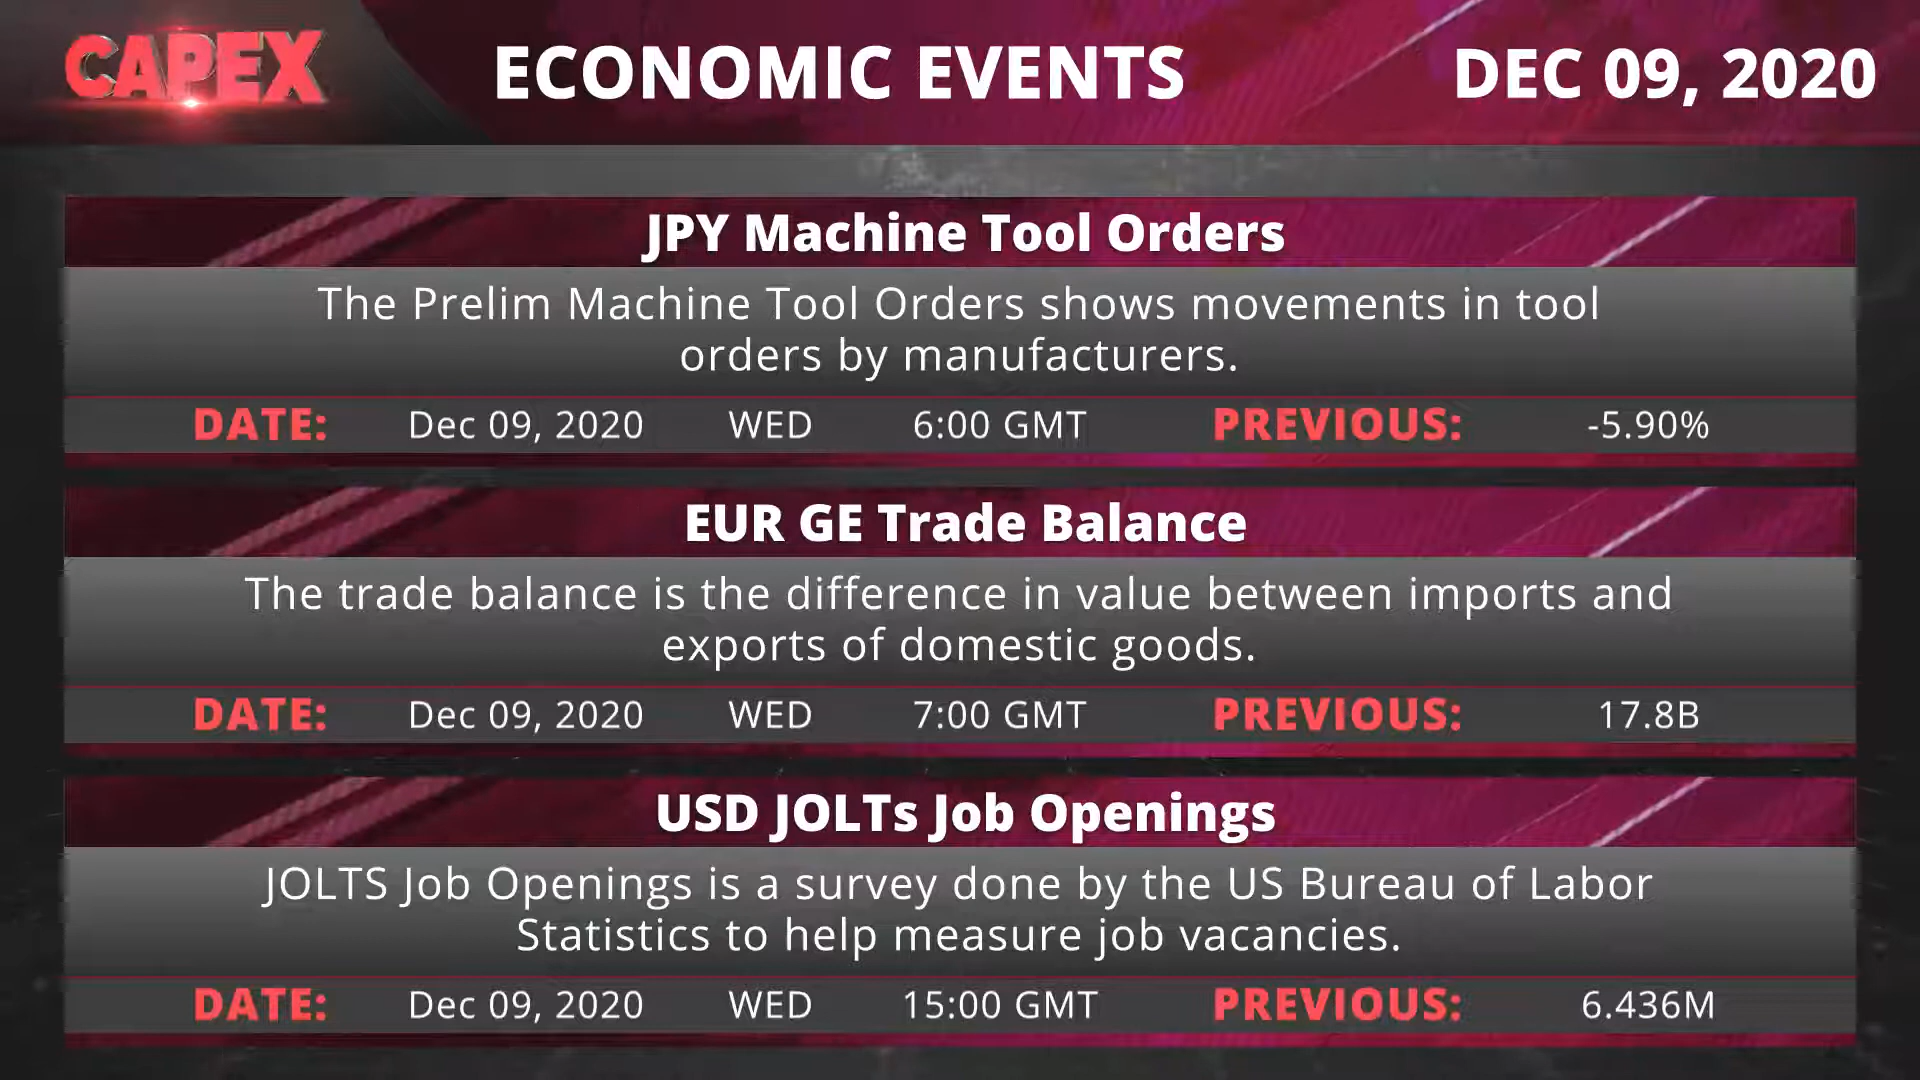 CAPEX
ECONOMIC EVENTS
DEC 09, 2020
JPY Machine Tool Orders
The Prelim Machine Tool Orders shows movements in tool
orders by manufacturers.
DATE: Dec 09, 2020 WED 6:00 GMT PREVIOUS: -5.90%
EUR GE Trade Balance
The trade balance is the difference in value between imports and
exports of domestic goods.
DATE: Dec 09, 2020 WED 7:00 GMT PREVIOUS: 17.8B
USD JOLTs Job Openings
JOLTS Job Openings is a survey done by the US Bureau of Labor
Statistics to help measure job vacancies.
DATE: Dec 09, 2020 WED 15:00 GMT PREVIOUS: 6.436M